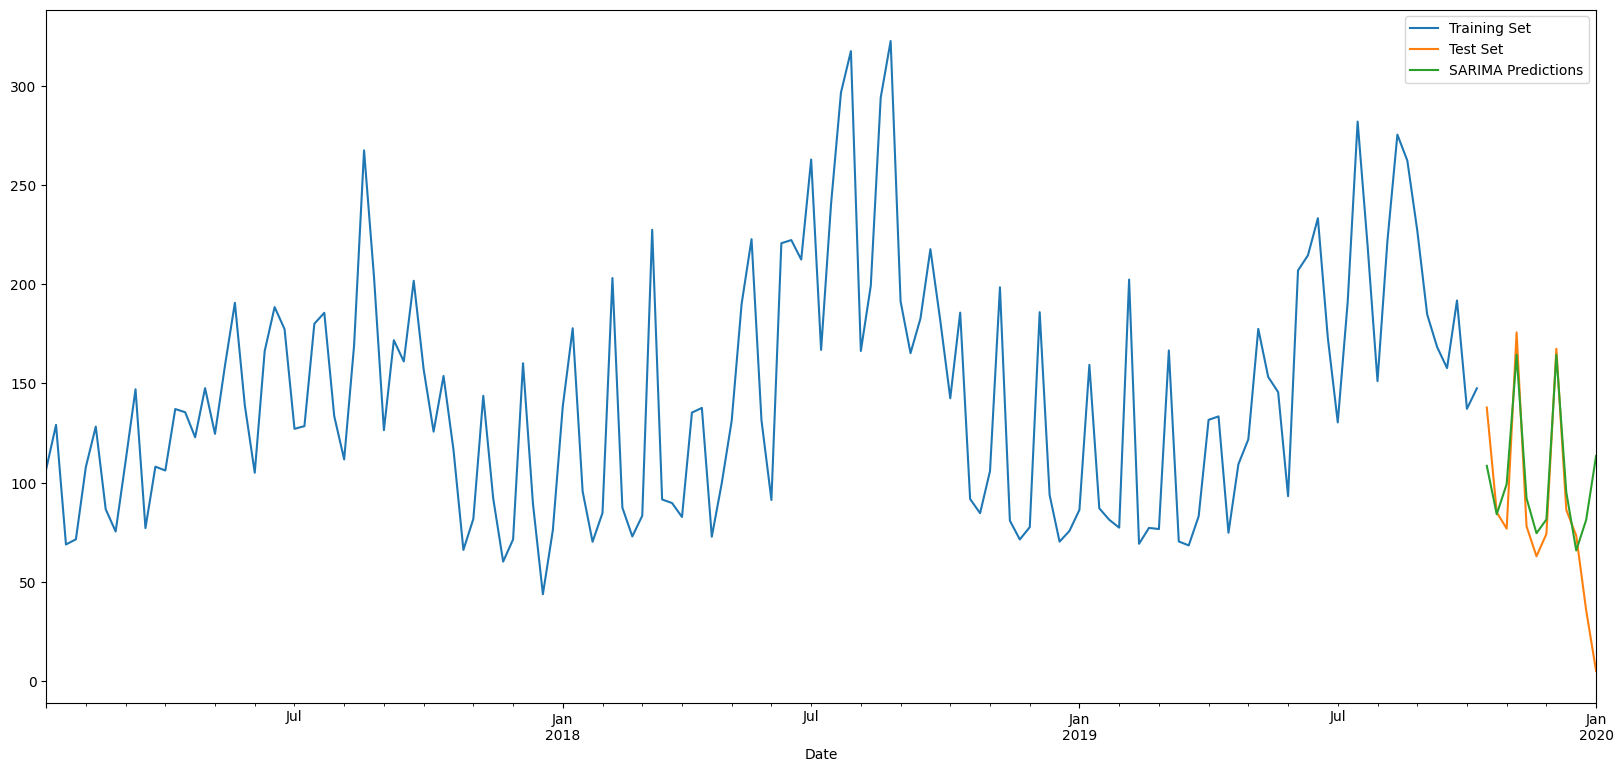 Training Set
Test Set
SARIMA Predictions
300
250
200
150
100
50
0
Jul
Jan
2018
Jul
Jan
2019
Jul
Jan
2020
Date